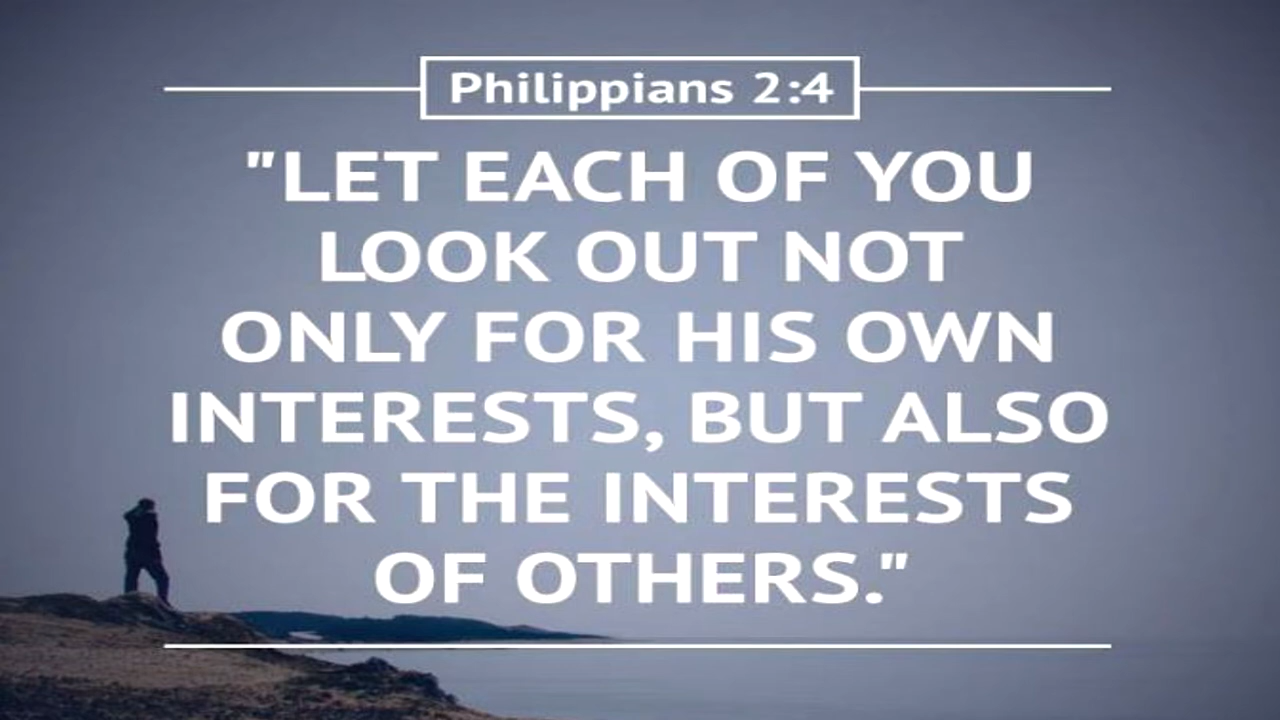 Philippians 2:4
"LET EACH OF YOU
LOOK OUT NOT
ONLY FOR HIS OWN
INTERESTS, BUT ALSO
FOR THE INTERESTS
OF OTHERS."